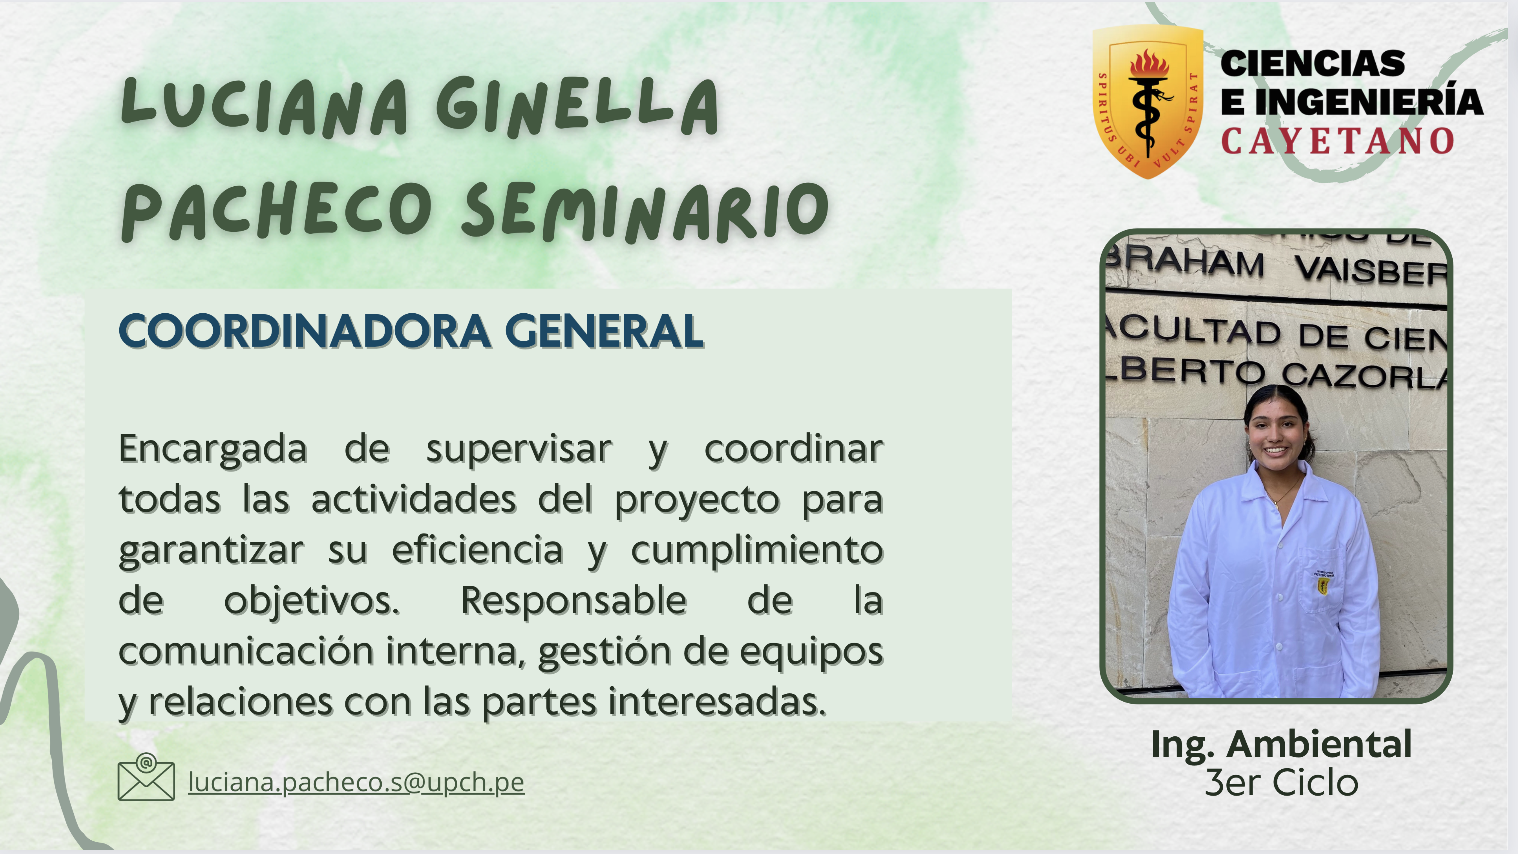 LUCIANA GINELLA
PACHECO SEMINARIO
COORDINADORA GENERAL
Encargada de supervisar y coordinar
todas las actividades del proyecto para
garantizar su eficiencia y cumplimiento
de objetivos. Responsable de la
comunicación interna, gestión de equipos
y relaciones con las partes interesadas.
luciana.pacheco.s@upch.pe
SPIRITUS UBI VULT SPIRAT
CIENCIAS
E INGENIERÍA
CAYETANO
BRAHAM VAISBER
ACULTAD DE CIEN
LBERTO CAZORLA
Ing. Ambiental
3er Ciclo